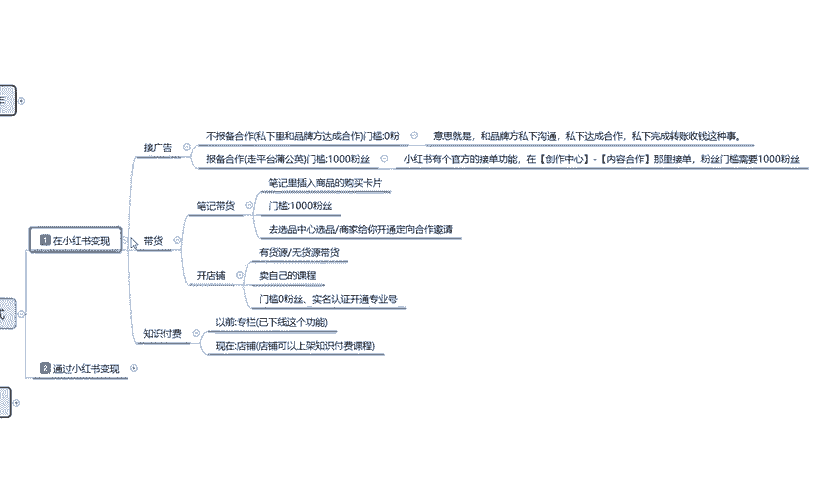 接广告
不报备合作(私下里和品牌方达成合作)门槛:0粉
意思就是，和品牌方私下沟通，私下达成合作，私下完成转账收钱这种事。
报备合作(走平台蒲公英)门槛:1000粉丝
小红书有个官方的接单功能，在【创作中心】-【内容合作】那里接单，粉丝门槛需要1000粉丝
1 在小红书变现
带货
笔记带货
笔记里插入商品的购买卡片
门槛:1000粉丝
去选品中心选品/商家给你开通定向合作邀请
开店铺
有货源/无货源带货
卖自己的课程
门槛0粉丝、实名认证开通专业号
知识付费
以前:专栏(已下线这个功能)
现在:店铺(店铺可以上架知识付费课程)
2 通过小红书变现